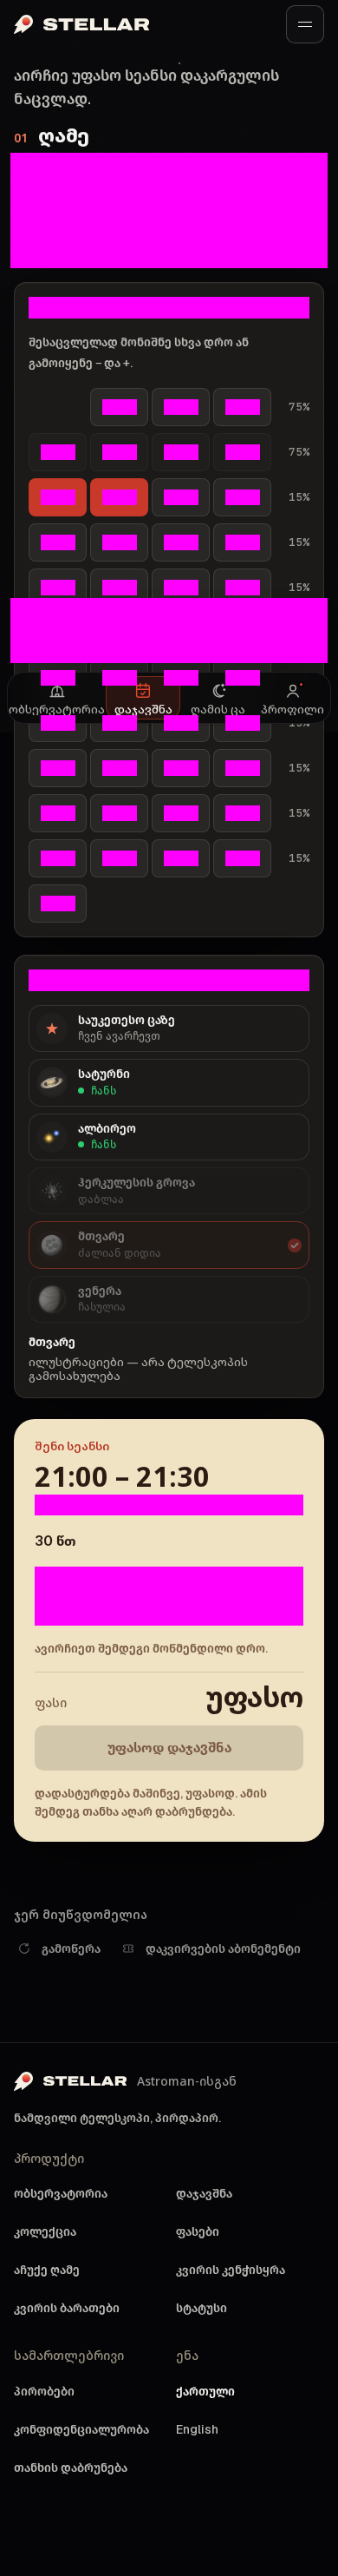 STELLAR
აირჩიე უფასო სეანსი დაკარგულის
ნაცვლად.
01 ღამე
შესაცვლელად მონიშნე სხვა დრო ან
გამოიყენე – და +.
75%
75%
15%
15%
15%
ობსერვატორია დაჯავშნა ღამის ცა პროფილი
15%
15%
15%
საუკეთესო ცაზე
ჩვენ ავარჩევთ
სატურნი
ჩანს
ალბირეო
ჩანს
ჰერკულესის გროვა
დაბლაა
მთვარე
ძალიან დიდია
ვენერა
ჩასულია
მთვარე
ილუსტრაციები — არა ტელესკოპის
გამოსახულება
შენი სეანსი
21:00 – 21:30
30 წთ
ავირჩიეთ შემდეგი მოწმენდილი დრო.
ფასი უფასო
უფასოდ დაჯავშნა
დადასტურდება მაშინვე, უფასოდ. ამის
შემდეგ თანხა აღარ დაბრუნდება.
ჯერ მიუწვდომელია
გამოწერა დაკვირვების აბონემენტი
STELLAR Astroman-ისგან
ნამდვილი ტელესკოპი, პირდაპირ.
პროდუქტი
ობსერვატორია დაჯავშნა
კოლექცია ფასები
აჩუქე ღამე კვირის კენჭისყრა
კვირის ბარათები სტატუსი
სამართლებრივი ენა
პირობები ქართული
კონფიდენციალურობა English
თანხის დაბრუნება